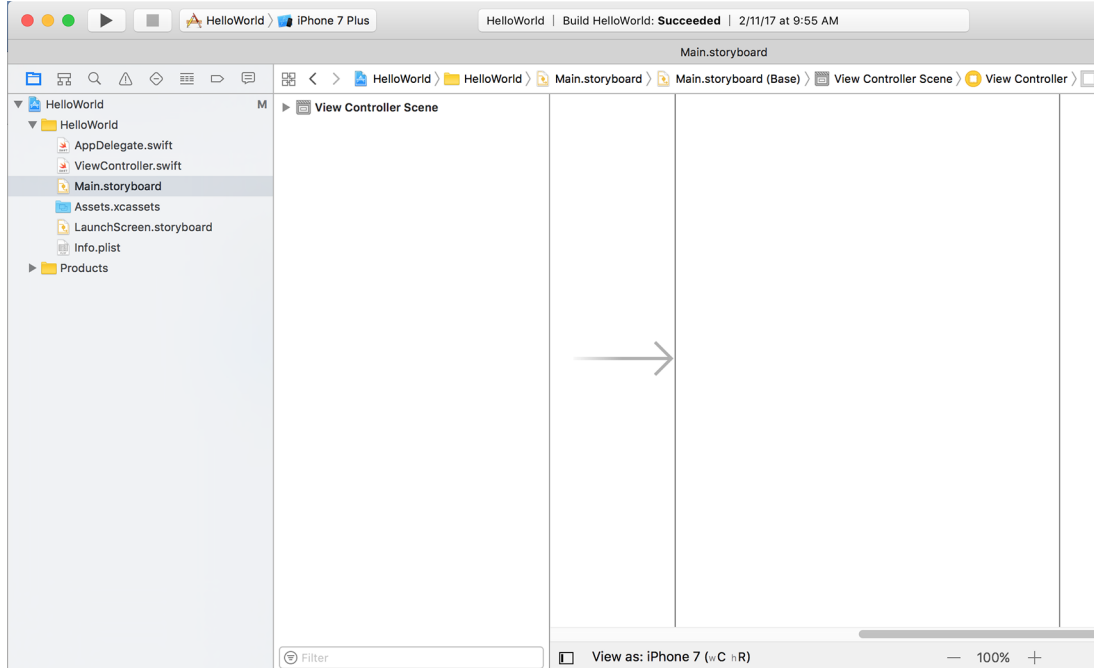 HelloWorld iPhone 7 Plus HelloWorld | Build HelloWorld: Succeeded | 2/11/17 at 9:55 AM
Main.storyboard
HelloWorld HelloWorld Main.storyboard Main.storyboard (Base) View Controller Scene View Controller
HelloWorld M
View Controller Scene
HelloWorld
AppDelegate.swift
ViewController.swift
Main.storyboard
Assets.xcassets
LaunchScreen.storyboard
Info.plist
Products
Filter
View as: iPhone 7 (wC hR) — 100% +